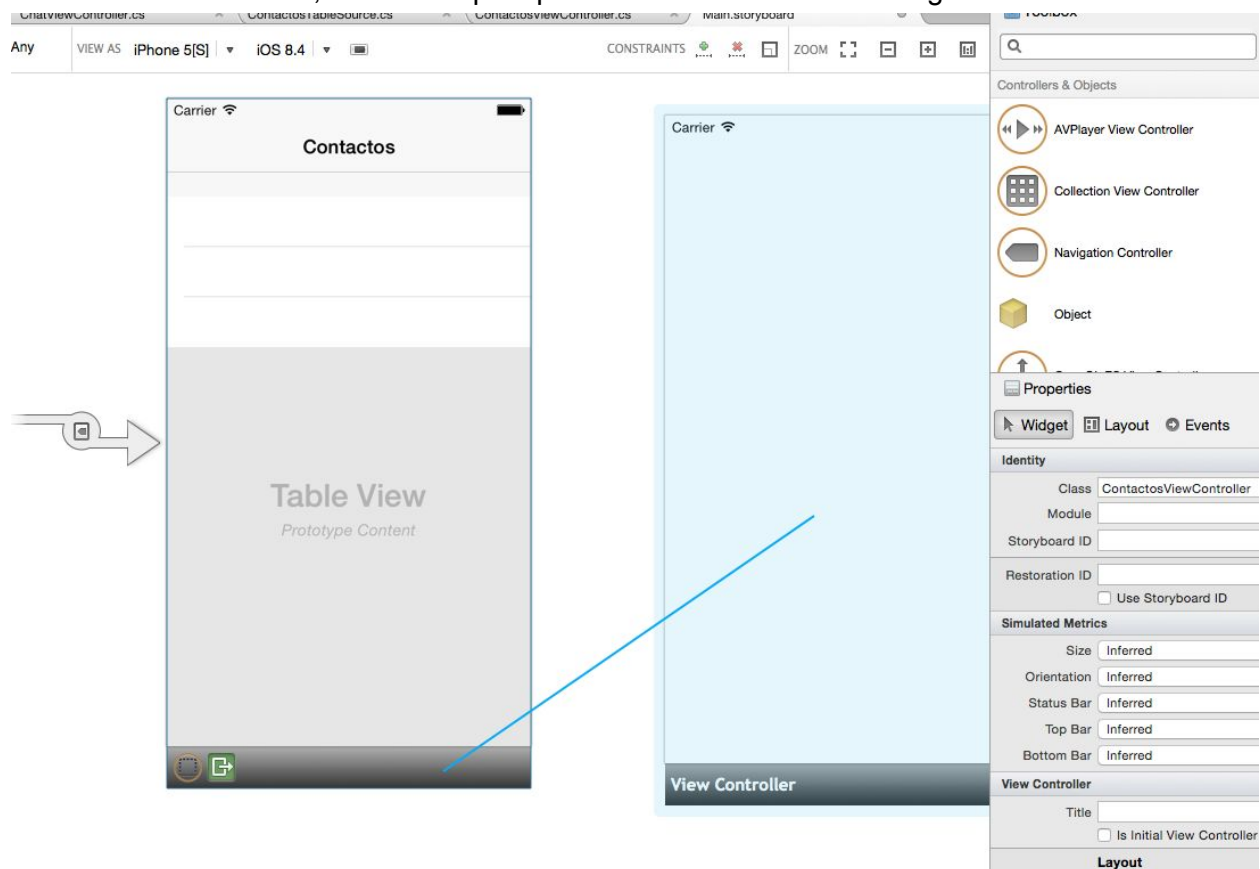 ChatViewController.cs ContactosTableSource.cs ContactosViewController.cs Main.storyboard
Toolbox
Any VIEW AS iPhone 5[S] iOS 8.4 CONSTRAINTS ZOOM 1:1
Controllers & Objects
AVPlayer View Controller
Collection View Controller
Navigation Controller
Object
Carrier
Contactos
Table View
Prototype Content
Carrier
View Controller
Properties
Widget Layout Events
Identity
Class ContactosViewController
Module
Storyboard ID
Restoration ID
Use Storyboard ID
Simulated Metrics
Size Inferred
Orientation Inferred
Status Bar Inferred
Top Bar Inferred
Bottom Bar Inferred
View Controller
Title
Is Initial View Controller
Layout